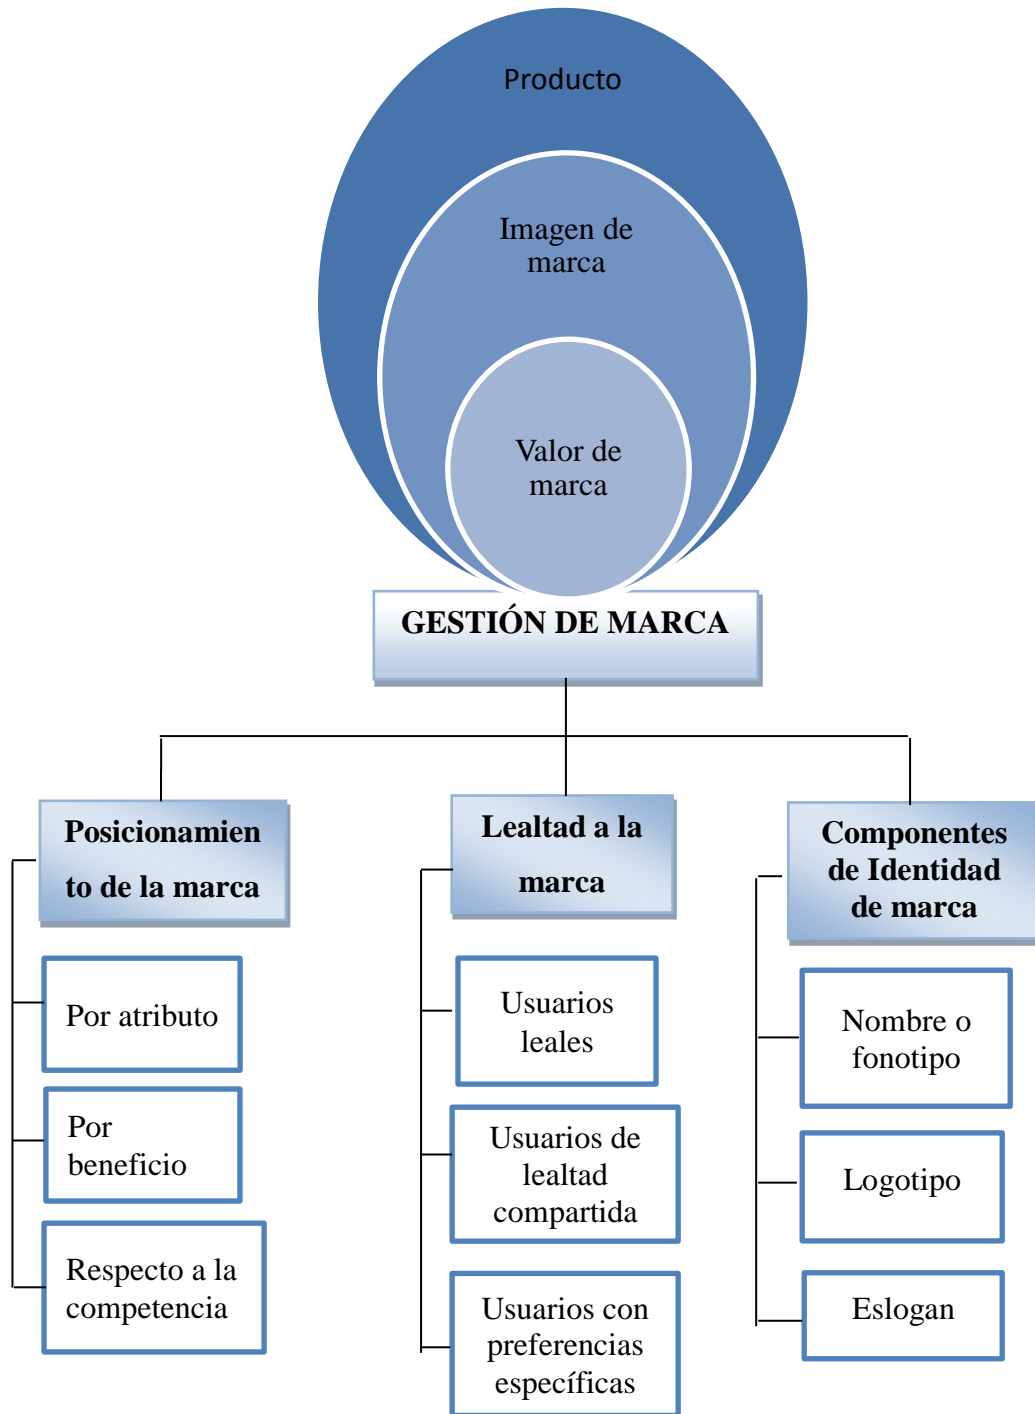 Producto
Imagen de
marca
Valor de
marca
GESTIÓN DE MARCA
Posicionamien
to de la marca
Por atributo
Por
beneficio
Respecto a la
competencia
Lealtad a la
marca
Usuarios
leales
Usuarios de
lealtad
compartida
Usuarios con
preferencias
específicas
Componentes
de Identidad
de marca
Nombre o
fonotipo
Logotipo
Eslogan